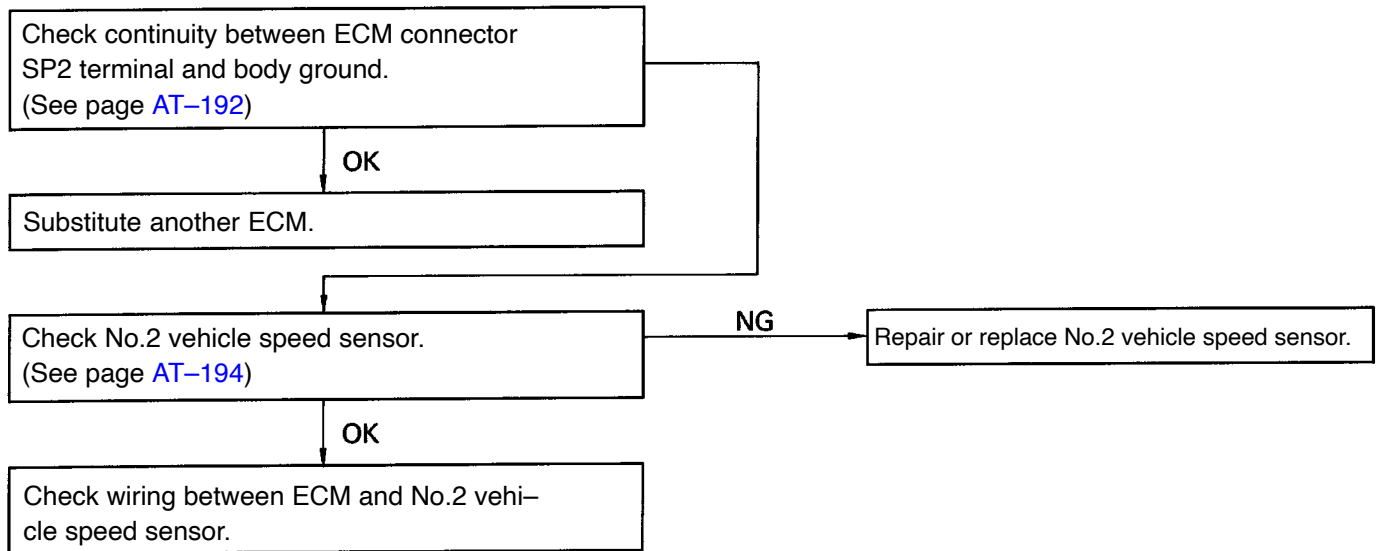 Check continuity between ECM connector
SP2 terminal and body ground.
(See page AT–192)
OK
Substitute another ECM.
Check No.2 vehicle speed sensor.
(See page AT–194)
NG
Repair or replace No.2 vehicle speed sensor.
OK
Check wiring between ECM and No.2 vehi–
cle speed sensor.